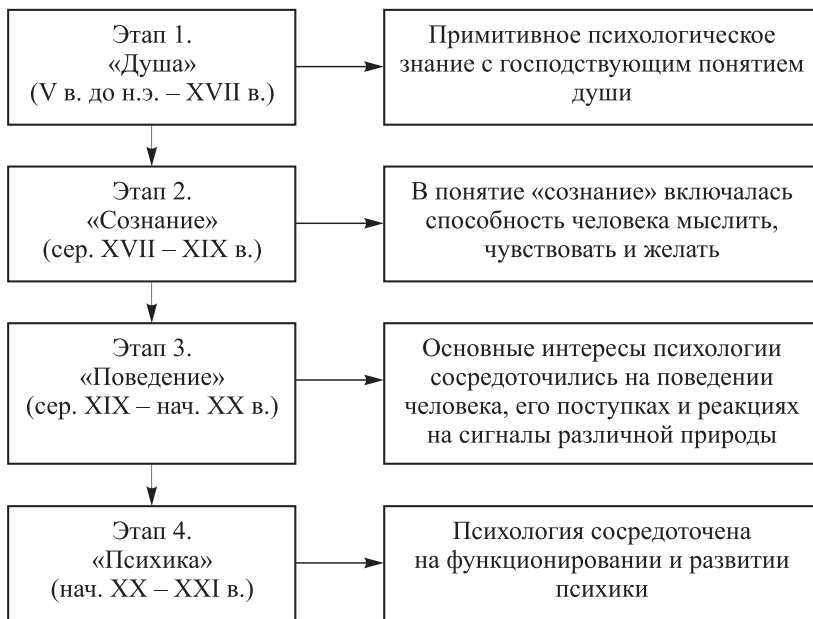 Этап 1.
«Душа»
(V в. до н.э. – XVII в.)
Примитивное психологическое
знание с господствующим понятием
души
Этап 2.
«Сознание»
(сер. XVII – XIX в.)
В понятие «сознание» включалась
способность человека мыслить,
чувствовать и желать
Этап 3.
«Поведение»
(сер. XIX – нач. XX в.)
Основные интересы психологии
сосредоточились на поведении
человека, его поступках и реакциях
на сигналы различной природы
Этап 4.
«Психика»
(нач. XX – XXI в.)
Психология сосредоточена
на функционировании и развитии
психики